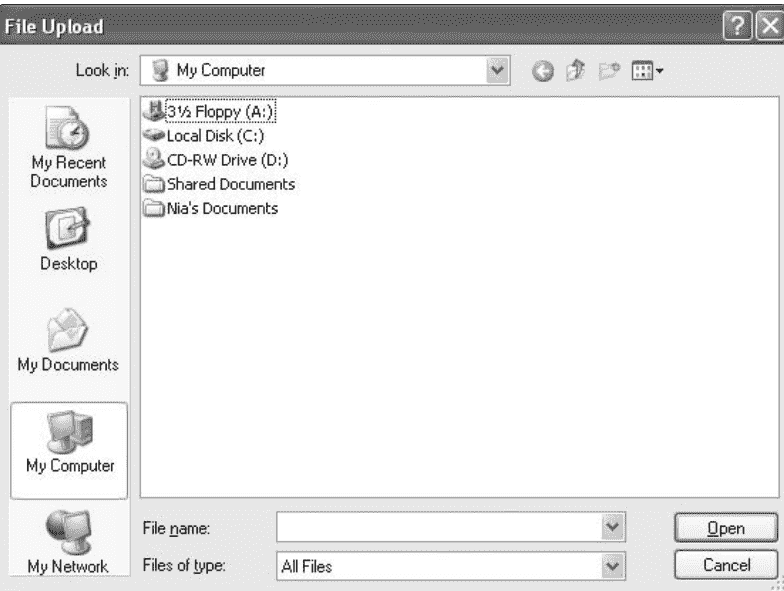 File Upload
?
X
Look in:
My Computer
3½ Floppy (A:)
Local Disk (C:)
CD-RW Drive (D:)
Shared Documents
Nia's Documents
My Recent
Documents
Desktop
My Documents
My Computer
My Network
File name:
Open
Files of type:
All Files
Cancel